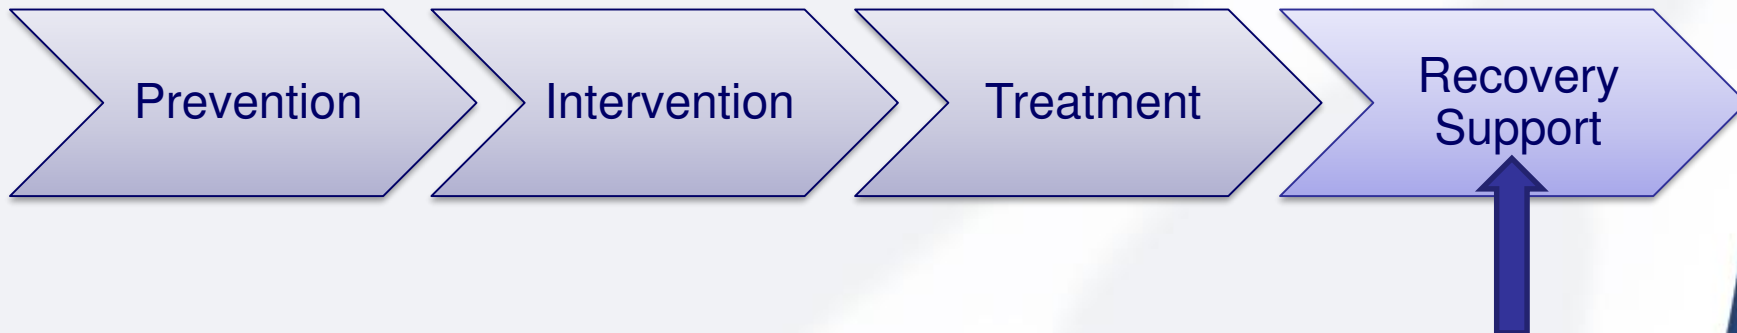 Prevention
Intervention
Treatment
Recovery
Support